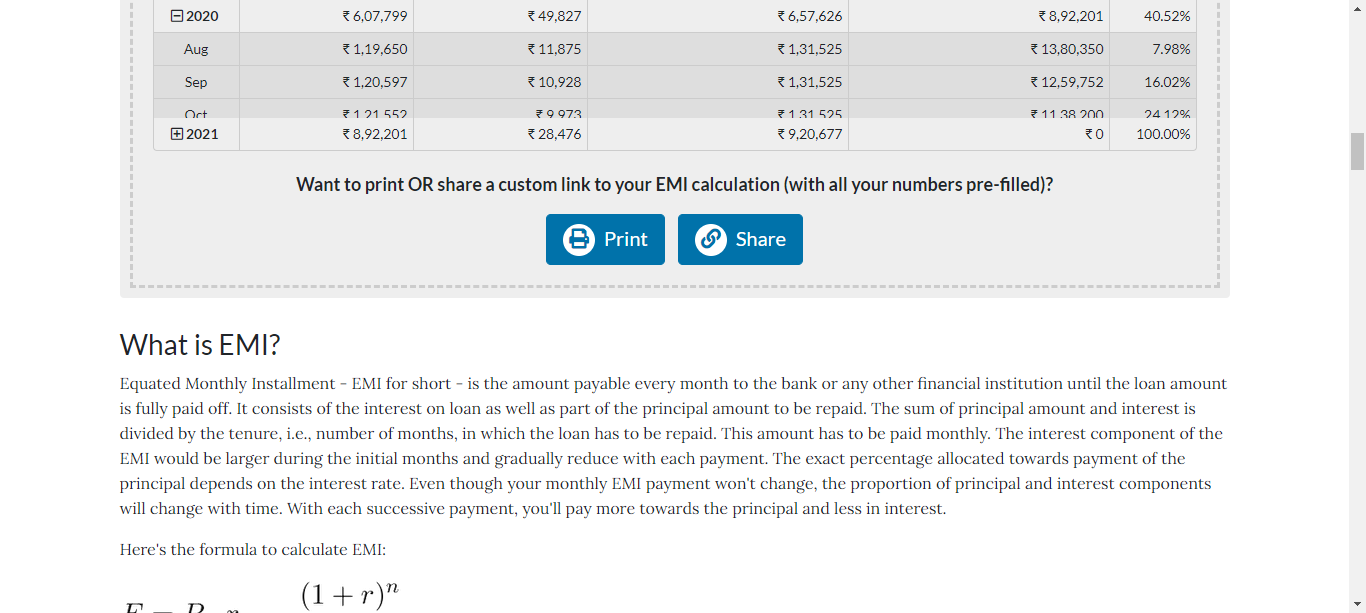 2020 ₹ 6,07,799 ₹ 49,827 ₹ 6,57,626 ₹ 8,92,201 40.52%
Aug ₹ 1,19,650 ₹ 11,875 ₹ 1,31,525 ₹ 13,80,350 7.98%
Sep ₹ 1,20,597 ₹ 10,928 ₹ 1,31,525 ₹ 12,59,752 16.02%
Oct ₹ 1,21,552 ₹ 9,973 ₹ 1,31,525 ₹ 11,38,200 24.12%
2021 ₹ 8,92,201 ₹ 28,476 ₹ 9,20,677 ₹ 0 100.00%
Want to print OR share a custom link to your EMI calculation (with all your numbers pre-filled)?
Print Share
What is EMI?
Equated Monthly Installment - EMI for short - is the amount payable every month to the bank or any other financial institution until the loan amount
is fully paid off. It consists of the interest on loan as well as part of the principal amount to be repaid. The sum of principal amount and interest is
divided by the tenure, i.e., number of months, in which the loan has to be repaid. This amount has to be paid monthly. The interest component of the
EMI would be larger during the initial months and gradually reduce with each payment. The exact percentage allocated towards payment of the
principal depends on the interest rate. Even though your monthly EMI payment won't change, the proportion of principal and interest components
will change with time. With each successive payment, you'll pay more towards the principal and less in interest.
Here's the formula to calculate EMI:
(1 + r)ⁿ